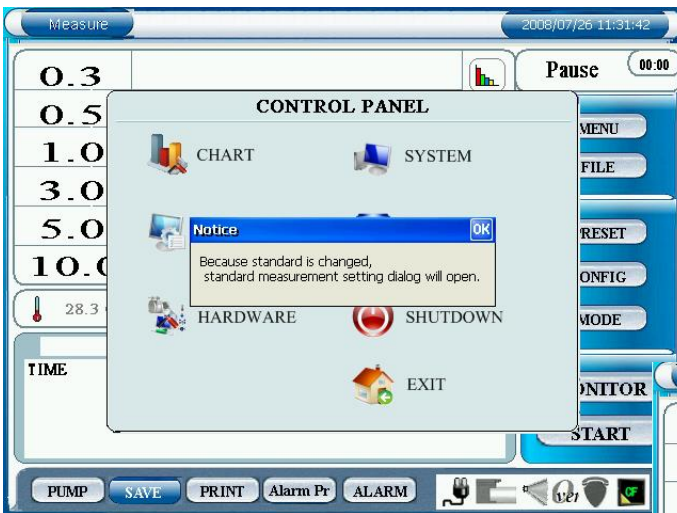 Measure
2008/07/26 11:31:42
0.3
Pause
00:00
0.5
CONTROL PANEL
MENU
1.0
CHART
SYSTEM
FILE
3.0
5.0
Notice
OK
Because standard is changed,
standard measurement setting dialog will open.
28.3
HARDWARE
SHUTDOWN
MODE
TIME
EXIT
START
PUMP
SAVE
PRINT
Alarm Pr
ALARM
CF